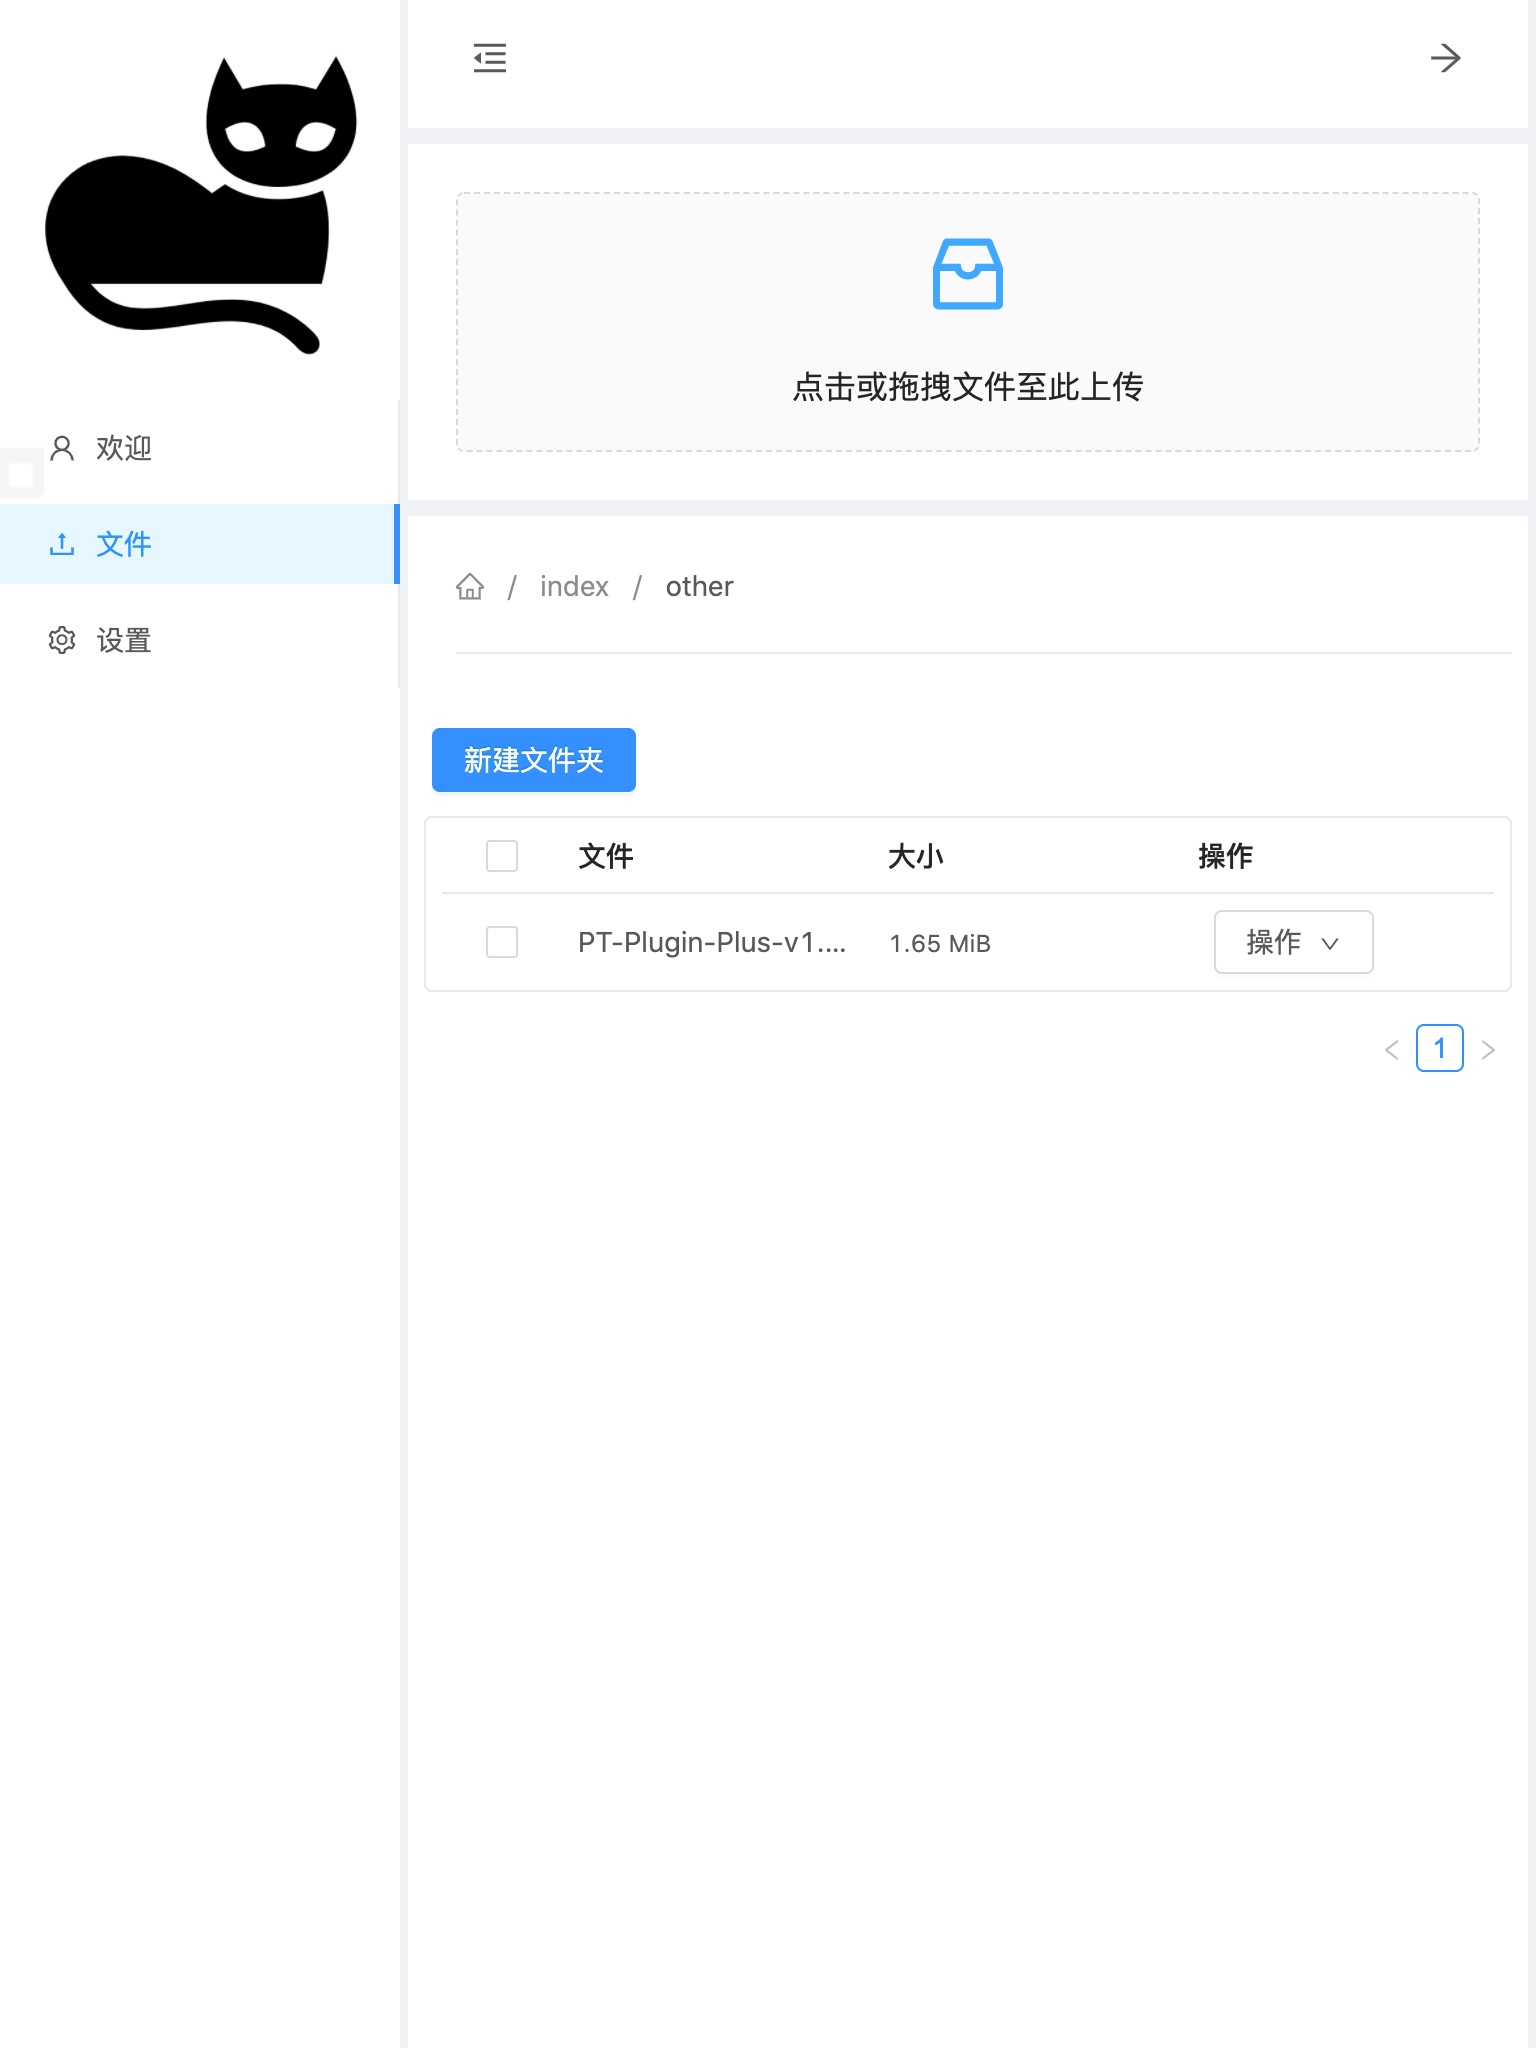 点击或拖拽文件至此上传
欢迎
文件
设置
/ index / other
新建文件夹
文件 大小 操作
PT-Plugin-Plus-v1.... 1.65 MiB 操作
< 1 >